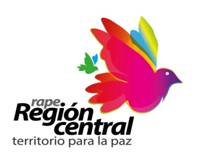 rape
Región
central
territorio para la paz